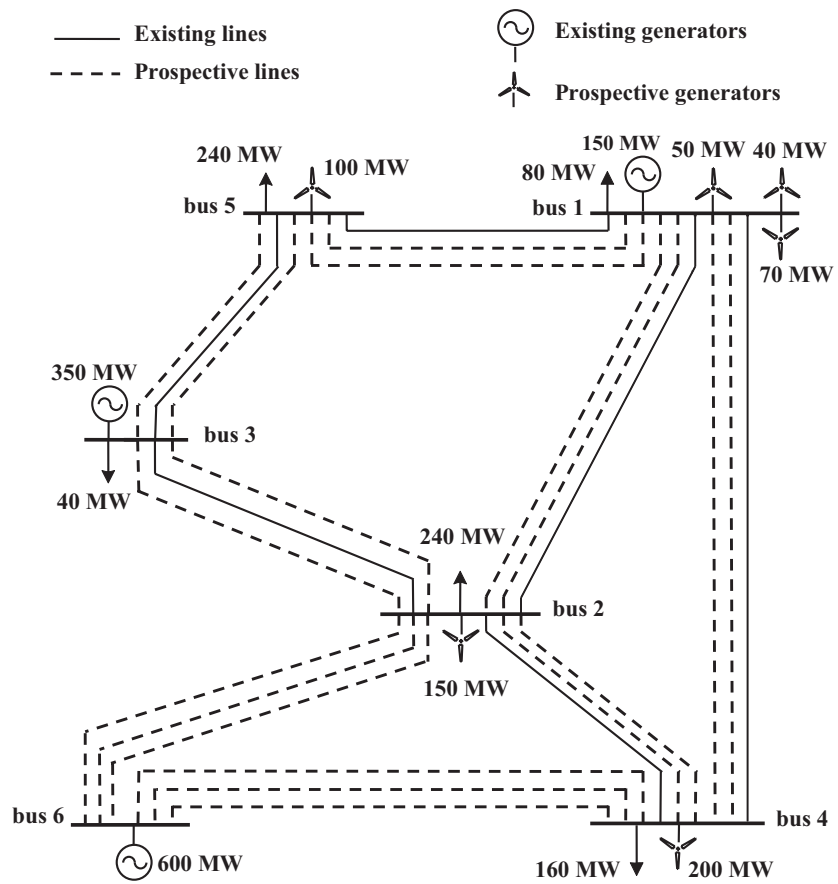 Existing lines
Prospective lines
Existing generators
Prospective generators
240 MW
100 MW
bus 5
80 MW
150 MW
50 MW
40 MW
bus 1
70 MW
350 MW
bus 3
40 MW
240 MW
bus 2
150 MW
bus 6
600 MW
bus 4
160 MW
200 MW